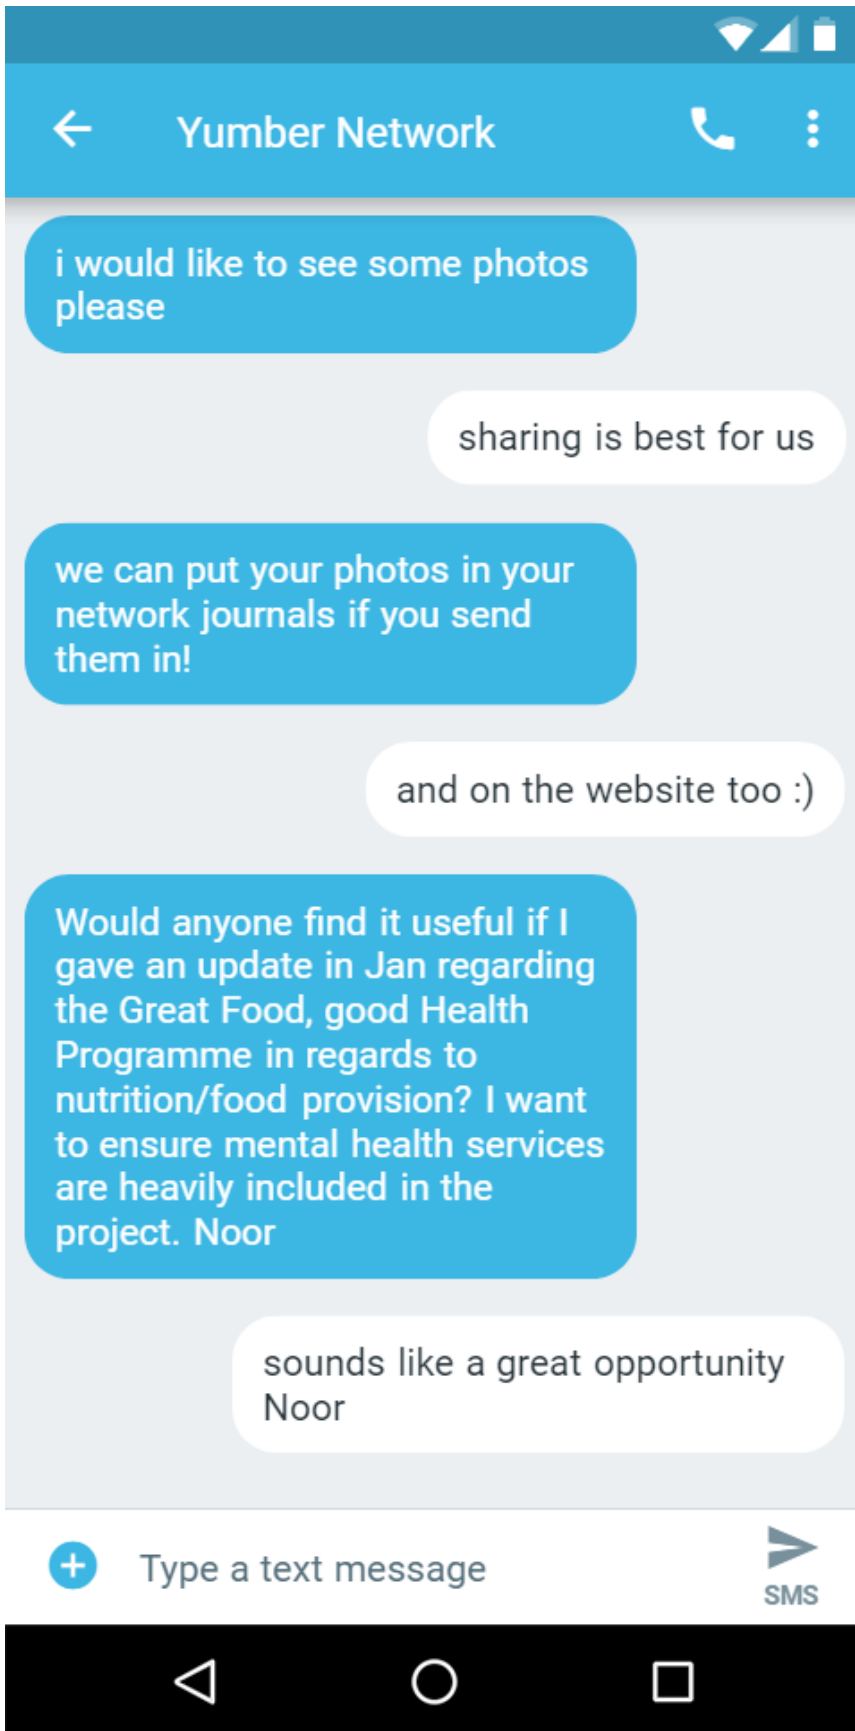 Yumber Network
i would like to see some photos
please
sharing is best for us
we can put your photos in your
network journals if you send
them in!
and on the website too :)
Would anyone find it useful if I
gave an update in Jan regarding
the Great Food, good Health
Programme in regards to
nutrition/food provision? I want
to ensure mental health services
are heavily included in the
project. Noor
sounds like a great opportunity
Noor
Type a text message
SMS